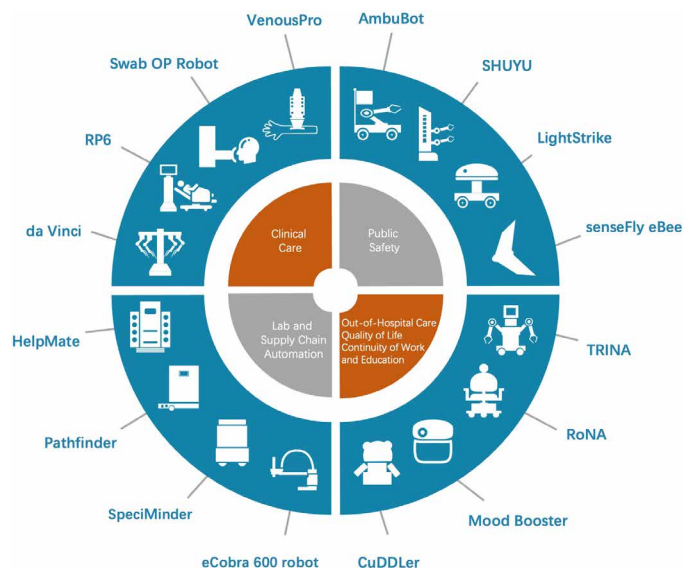 VenousPro
AmbuBot
Swab OP Robot
SHUYU
RP6
LightStrike
da Vinci
senseFly eBee
Clinical
Care
Public
Safety
Lab and
Supply Chain
Automation
Out-of-Hospital Care
Quality of Life
Continuity of Work
and Education
HelpMate
TRINA
Pathfinder
RoNA
SpeciMinder
Mood Booster
eCobra 600 robot
CuDDLer